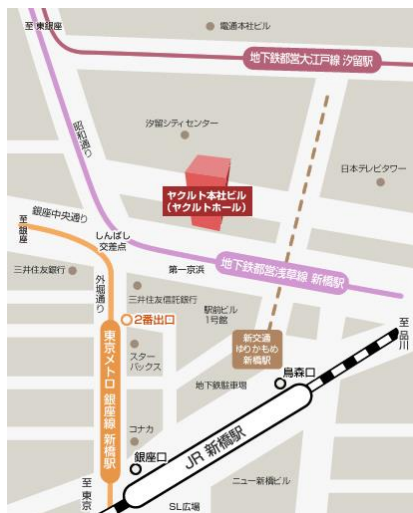 至 東銀座
電通本社ビル
地下鉄都営大江戸線 汐留駅
昭和通り
汐留シティセンター
日本テレビタワー
ヤクルト本社ビル
（ヤクルトホール）
銀座中央通り
至 銀座
しんばし
交差点
三井住友銀行
外堀通り
第一京浜
地下鉄都営浅草線 新橋駅
三井住友信託銀行
2番出口
駅前ビル
1号館
スター
バックス
新交通
ゆりかもめ
新橋駅
至 品川
東京メトロ 銀座線 新橋駅
烏森口
地下鉄駐車場
コナカ
銀座口
JR 新橋駅
至 東京
ニュー新橋ビル
SL広場